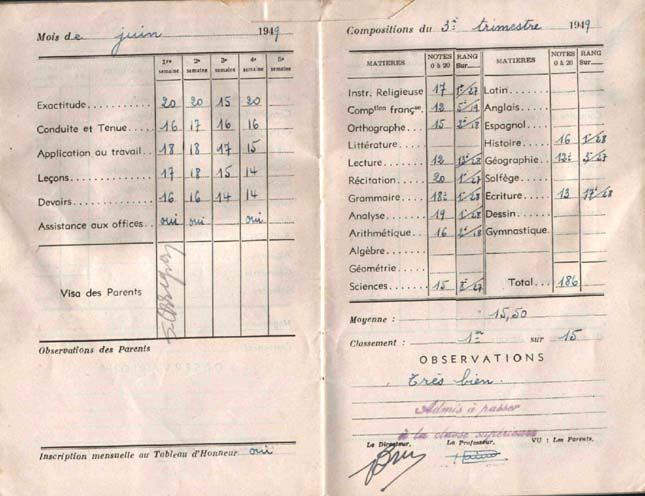 Mois de juin 1949
1re semaine 2e semaine 3e semaine 4e semaine 5e semaine
Exactitude.......... 20 20 15 20
Conduite et Tenue... 16 17 16 16
Application au travail.. 18 18 17 15
Leçons.......... 17 18 15 14
Devoirs.......... 16 16 14 14
Assistance aux offices.. oui oui oui
Visa des Parents
Observations des Parents
Inscription mensuelle au Tableau d'Honneur oui
Compositions du 3e trimestre 1949
MATIERES NOTES 0 à 20 RANG Sur.... MATIERES NOTES 0 à 20 RANG Sur....
Instr. Religieuse 17 Latin
Comption françse. 12 Anglais
Orthographe 15 Espagnol
Littérature Histoire 16
Lecture 12 Géographie 12
Récitation 20 Solfège
Grammaire 18 Ecriture 13
Analyse 19 Dessin
Arithmétique 16 Gymnastique
Algèbre
Géométrie
Sciences 15 Total.... 186
Moyenne : 15,50
Classement : 1er sur 15
OBSERVATIONS
Très bien.
Admis à passer
à la classe supérieure
Le Directeur, Le Professeur, VU : Les Parents,